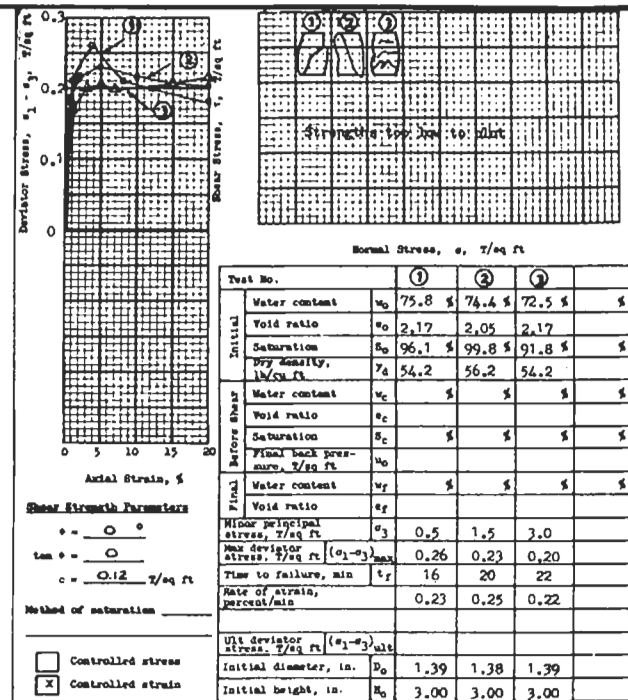 0.3
0.2
0.1
0
Deviator Stress, σ₁ - σ₃, T/sq ft
① 
② 
③
0 5 10 15 20
Axial Strain, %
Shear Stress, τ, T/sq ft
① ② ③
Strengths too low to plot
Normal Stress, σ, T/sq ft
Shear Strength Parameters
φ = 0 °
tan φ = 0
c = 0.12 T/sq ft
Method of saturation
Controlled stress
X Controlled strain
Test No. ① ② ③
Initial
Water content w₀ 75.8 % 74.4 % 72.5 % %
Void ratio e₀ 2.17 2.05 2.17
Saturation S₀ 96.1 % 99.8 % 91.8 % %
Dry density, lb/cu ft γd 54.2 56.2 54.2
Before Shear
Water content wc % % % %
Void ratio ec
Saturation Sc % % % %
Final back pres-
sure, T/sq ft u₀
Final
Water content wf % % % %
Void ratio ef
Minor principal
stress, T/sq ft σ₃ 0.5 1.5 3.0
Max deviator
stress, T/sq ft (σ₁-σ₃)max 0.26 0.23 0.20
Time to failure, min tf 16 20 22
Rate of strain,
percent/min 0.23 0.25 0.22
Ult deviator
stress, T/sq ft (σ₁-σ₃)ult
Initial diameter, in. D₀ 1.39 1.38 1.39
Initial height, in. H₀ 3.00 3.00 3.00